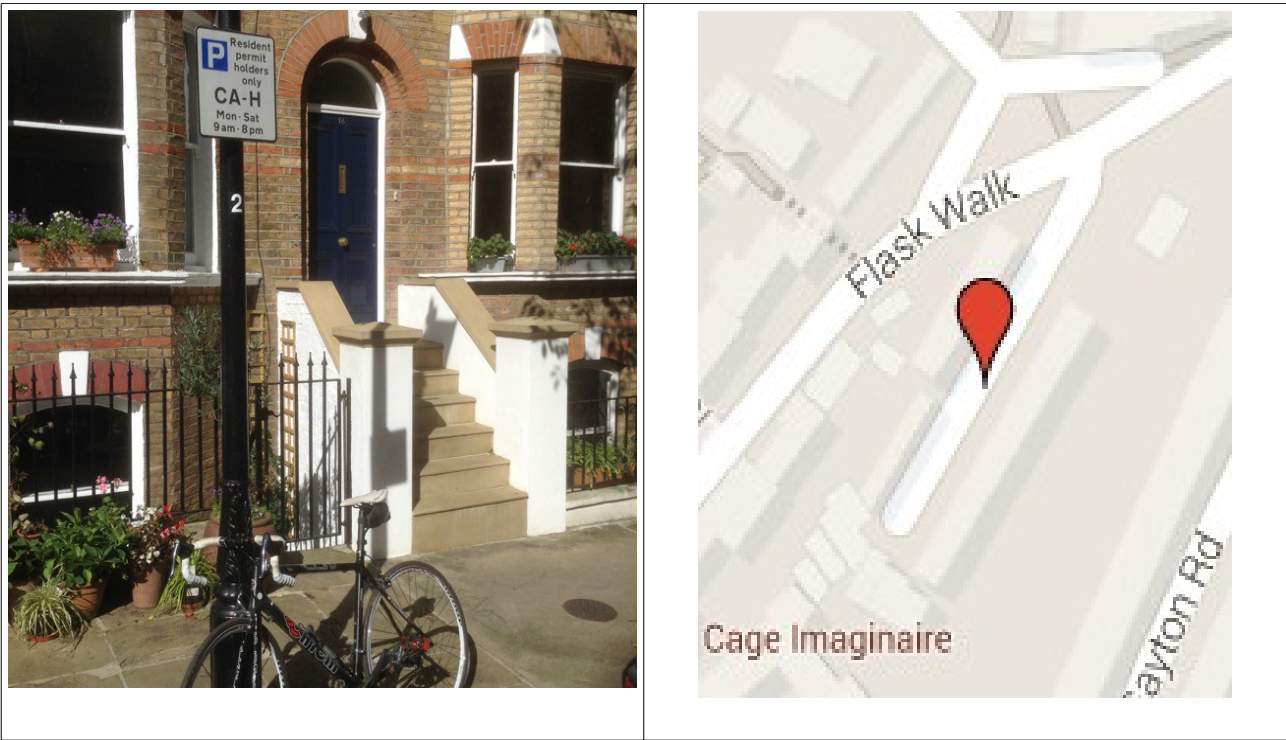 Resident
permit
holders
only
P
CA-H
Mon-Sat
9am-8pm
2
Flask Walk
Cage Imaginaire
ayton Rd